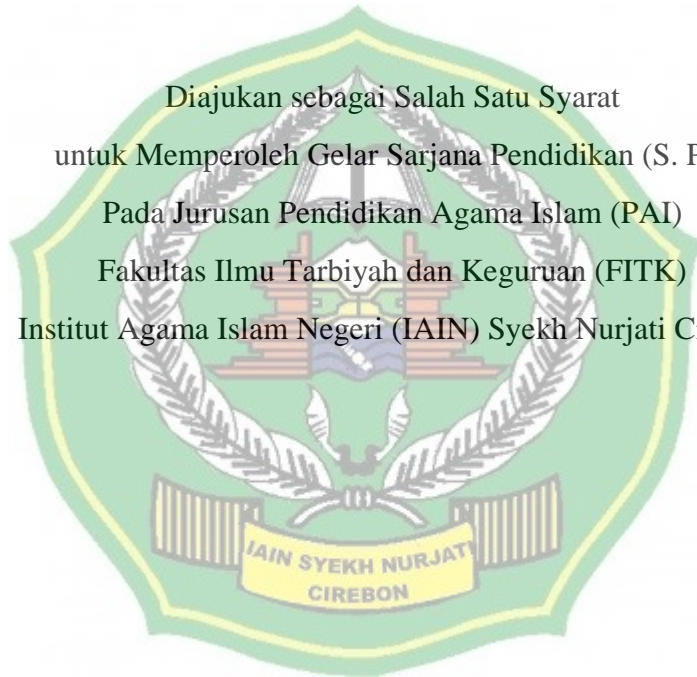 Diajukan sebagai Salah Satu Syarat
untuk Memperoleh Gelar Sarjana Pendidikan (S. P
Pada Jurusan Pendidikan Agama Islam (PAI)
Fakultas Ilmu Tarbiyah dan Keguruan (FITK)
Institut Agama Islam Negeri (IAIN) Syekh Nurjati C
IAIN SYEKH NURJATI
CIREBON